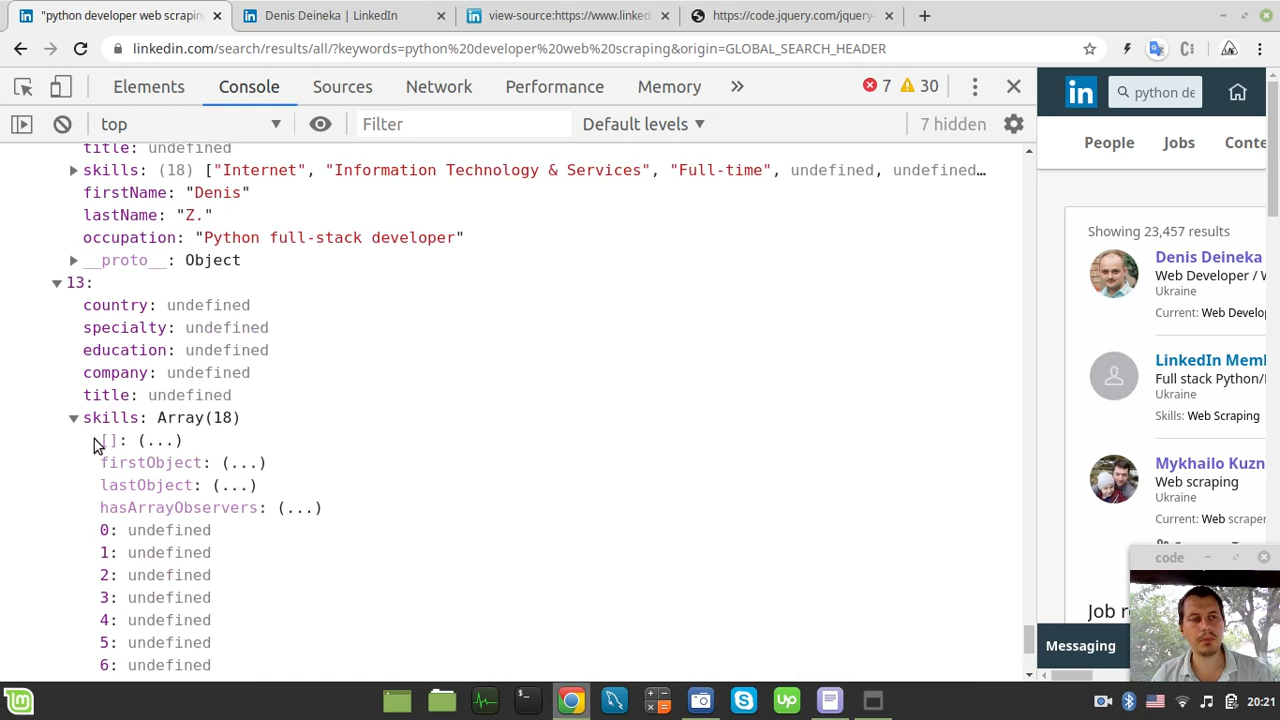 "python developer web scraping
Denis Deineka | LinkedIn
view-source:https://www.linked
https://code.jquery.com/jquery-
linkedin.com/search/results/all/?keywords=python%20developer%20web%20scraping&origin=GLOBAL_SEARCH_HEADER
Elements Console Sources Network Performance Memory » 7 30
top Filter Default levels 7 hidden
title: undefined
skills: (18) ["Internet", "Information Technology & Services", "Full-time", undefined, undefined…
firstName: "Denis"
lastName: "Z."
occupation: "Python full-stack developer"
__proto__: Object
13:
country: undefined
specialty: undefined
education: undefined
company: undefined
title: undefined
skills: Array(18)
[]: (...)
firstObject: (...)
lastObject: (...)
hasArrayObservers: (...)
0: undefined
1: undefined
2: undefined
3: undefined
4: undefined
5: undefined
6: undefined
in python de
People Jobs Conte
Showing 23,457 results
Denis Deineka
Web Developer / W
Ukraine
Current: Web Develop
LinkedIn Mem
Full stack Python/
Ukraine
Skills: Web Scraping
Mykhailo Kuzn
Web scraping
Ukraine
Current: Web scraper
Job r
Messaging
code
20:21